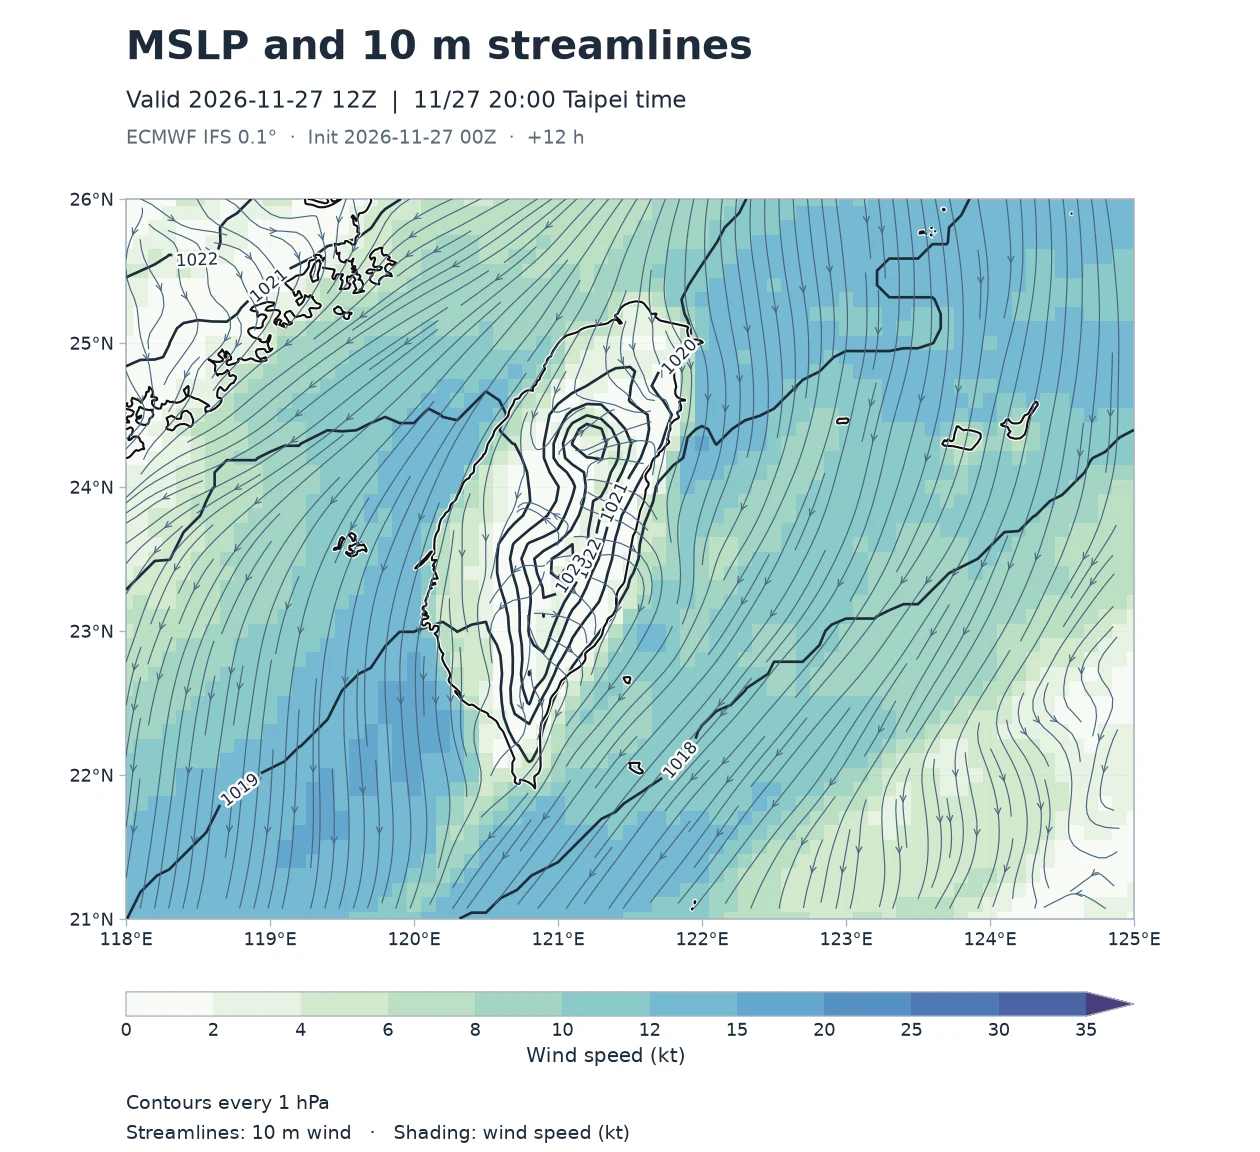 MSLP and 10 m streamlines
Valid 2026-11-27 12Z | 11/27 20:00 Taipei time
ECMWF IFS 0.1° · Init 2026-11-27 00Z · +12 h
26°N
25°N
24°N
23°N
22°N
21°N
1022
1021
1020
1021
1022
1023
1019
1018
118°E 119°E 120°E 121°E 122°E 123°E 124°E 125°E
0 2 4 6 8 10 12 15 20 25 30 35
Wind speed (kt)
Contours every 1 hPa
Streamlines: 10 m wind · Shading: wind speed (kt)